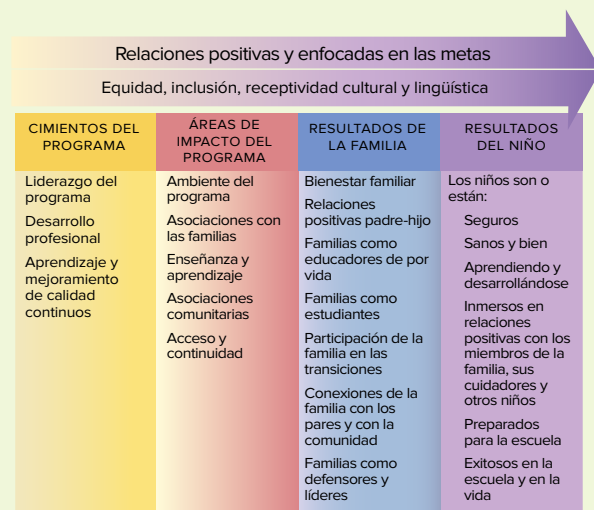 Relaciones positivas y enfocadas en las metas
Equidad, inclusión, receptividad cultural y lingüística
CIMIENTOS DEL
PROGRAMA
Liderazgo del
programa
Desarrollo
profesional
Aprendizaje y
mejoramiento
de calidad
continuos
ÁREAS DE
IMPACTO DEL
PROGRAMA
Ambiente del
programa
Asociaciones con
las familias
Enseñanza y
aprendizaje
Asociaciones
comunitarias
Acceso y
continuidad
RESULTADOS DE
LA FAMILIA
Bienestar familiar
Relaciones
positivas padre-hijo
Familias como
educadores de por
vida
Familias como
estudiantes
Participación de la
familia en las
transiciones
Conexiones de la
familia con los
pares y con la
comunidad
Familias como
defensores y
líderes
RESULTADOS
DEL NIÑO
Los niños son o
están:
Seguros
Sanos y bien
Aprendiendo y
desarrollándose
Inmersos en
relaciones
positivas con los
miembros de la
familia, sus
cuidadores y
otros niños
Preparados
para la escuela
Exitosos en la
escuela y en la
vida